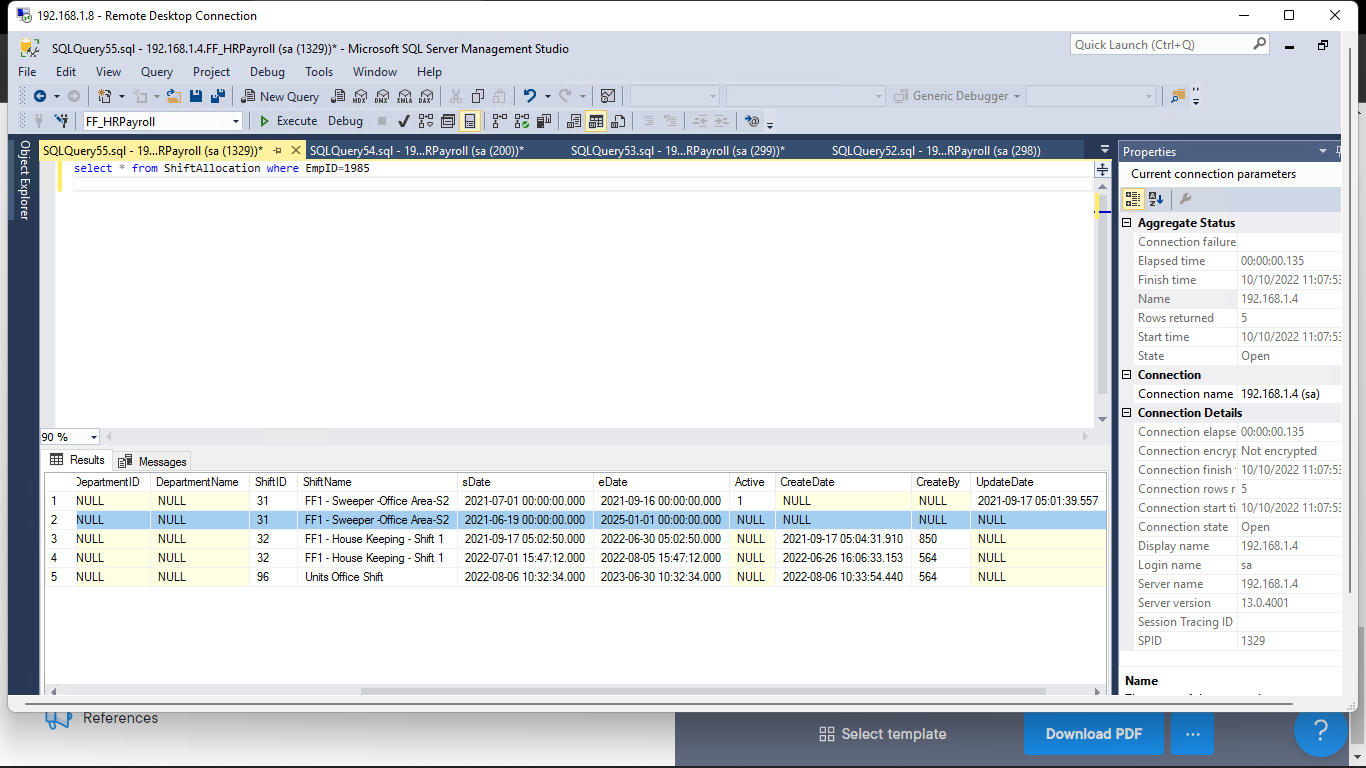 192.168.1.8 - Remote Desktop Connection
SQLQuery55.sql - 192.168.1.4.FF_HRPayroll (sa (1329))* - Microsoft SQL Server Management Studio
Quick Launch (Ctrl+Q)
File Edit View Query Project Debug Tools Window Help
New Query MDX DMX XMLA DAX Generic Debugger
FF_HRPayroll Execute Debug
Object Explorer
SQLQuery55.sql - 19...RPayroll (sa (1329))* SQLQuery54.sql - 19...RPayroll (sa (200))* SQLQuery53.sql - 19...RPayroll (sa (299))* SQLQuery52.sql - 19...RPayroll (sa (298))
select * from ShiftAllocation where EmpID=1985
90 %
Results Messages
DepartmentID DepartmentName ShiftID ShiftName sDate eDate Active CreateDate CreateBy UpdateDate
1 NULL NULL 31 FF1 - Sweeper -Office Area-S2 2021-07-01 00:00:00.000 2021-09-16 00:00:00.000 1 NULL NULL 2021-09-17 05:01:39.557
2 NULL NULL 31 FF1 - Sweeper -Office Area-S2 2021-06-19 00:00:00.000 2025-01-01 00:00:00.000 NULL NULL NULL NULL
3 NULL NULL 32 FF1 - House Keeping - Shift 1 2021-09-17 05:02:50.000 2022-06-30 05:02:50.000 NULL 2021-09-17 05:04:31.910 850 NULL
4 NULL NULL 32 FF1 - House Keeping - Shift 1 2022-07-01 15:47:12.000 2022-08-05 15:47:12.000 NULL 2022-06-26 16:06:33.153 564 NULL
5 NULL NULL 96 Units Office Shift 2022-08-06 10:32:34.000 2023-06-30 10:32:34.000 NULL 2022-08-06 10:33:54.440 564 NULL
Properties
Current connection parameters
Aggregate Status
Connection failure
Elapsed time 00:00:00.135
Finish time 10/10/2022 11:07:53
Name 192.168.1.4
Rows returned 5
Start time 10/10/2022 11:07:53
State Open
Connection
Connection name 192.168.1.4 (sa)
Connection Details
Connection elapse 00:00:00.135
Connection encryp Not encrypted
Connection finish 10/10/2022 11:07:53
Connection rows r 5
Connection start ti 10/10/2022 11:07:53
Connection state Open
Display name 192.168.1.4
Login name sa
Server name 192.168.1.4
Server version 13.0.4001
Session Tracing ID
SPID 1329
Name
References
Select template
Download PDF
...
?